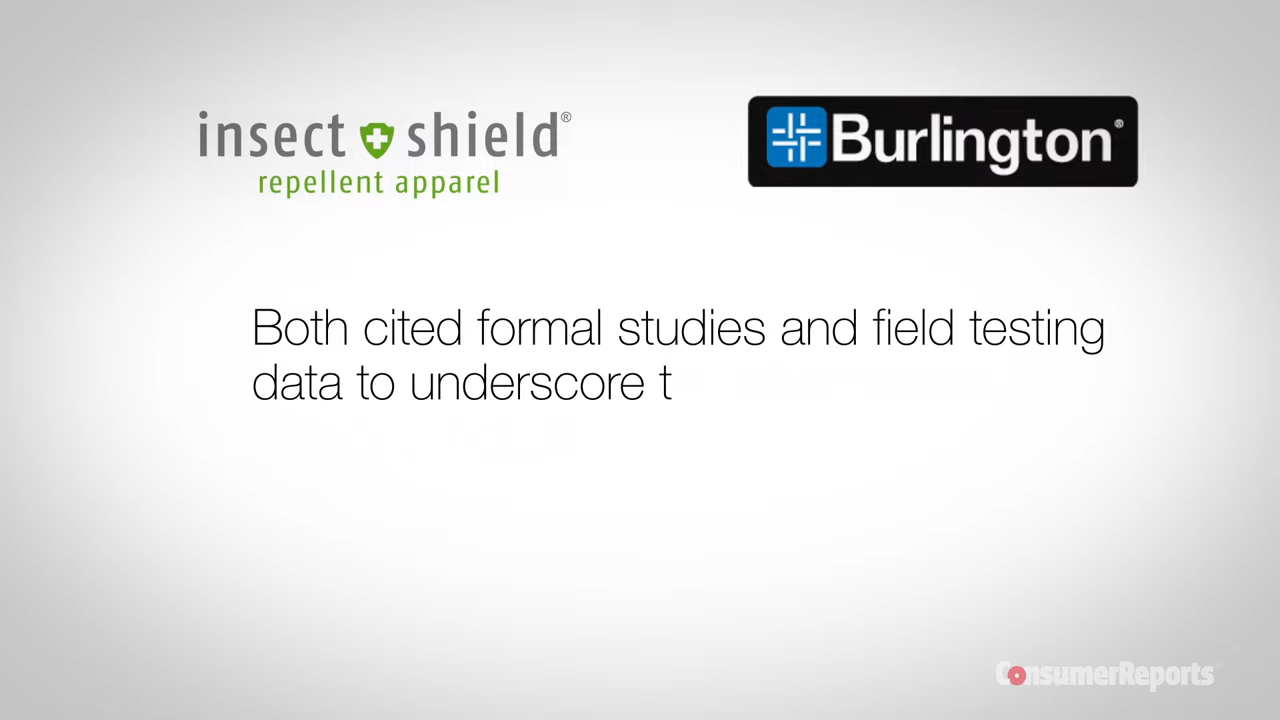 insect shield®
repellent apparel
Burlington®
Both cited formal studies and field testing
data to underscore t
ConsumerReports